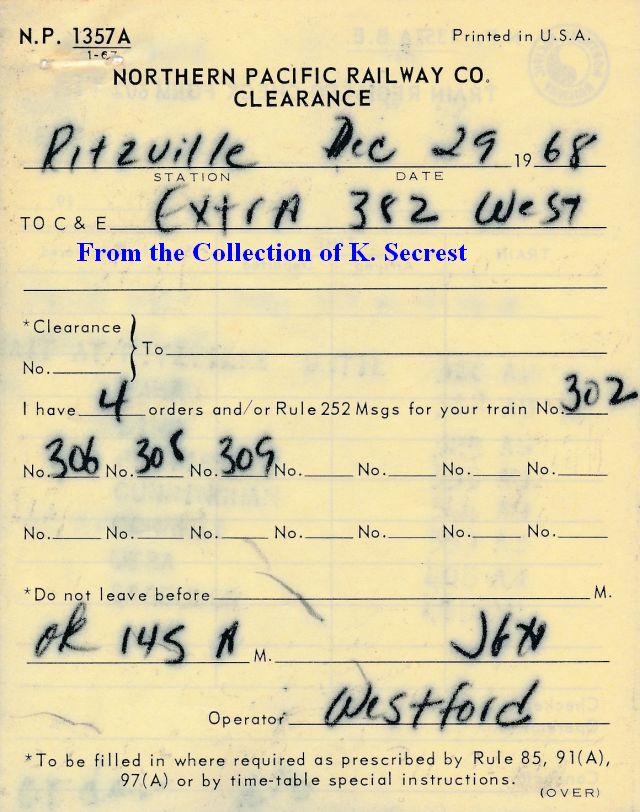 N.P. 1357A
1-67
Printed in U.S.A.
NORTHERN PACIFIC RAILWAY CO.
CLEARANCE
Ritzville Dec 29 19 68
STATION DATE
TO C & E Extra 382 West
From the Collection of K. Secrest
*Clearance
No. } To
I have 4 orders and/or Rule 252 Msgs for your train No. 302
No. 306 No. 308 No. 309 No. No. No. No.
No. No. No. No. No. No. No.
*Do not leave before M.
ok 145 A M. JGH
Operator Westford
*To be filled in where required as prescribed by Rule 85, 91(A),
97(A) or by time-table special instructions.
(OVER)